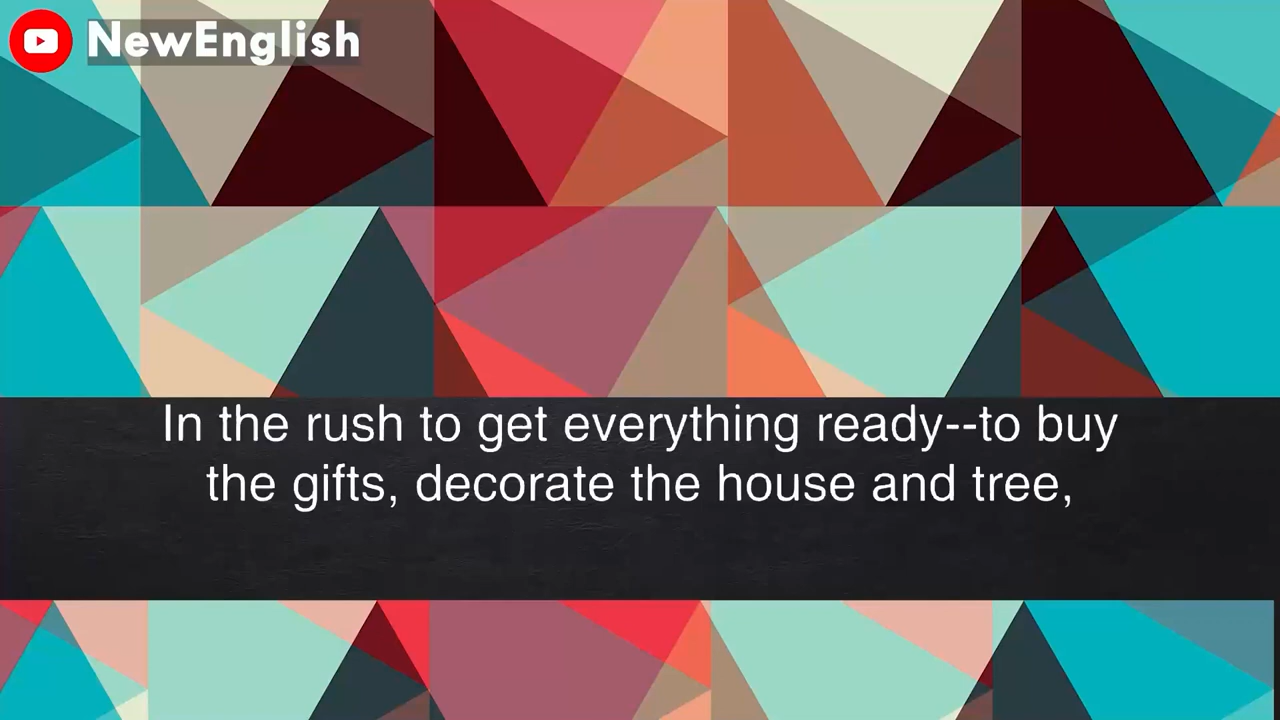 NewEnglish
In the rush to get everything ready--to buy
the gifts, decorate the house and tree,